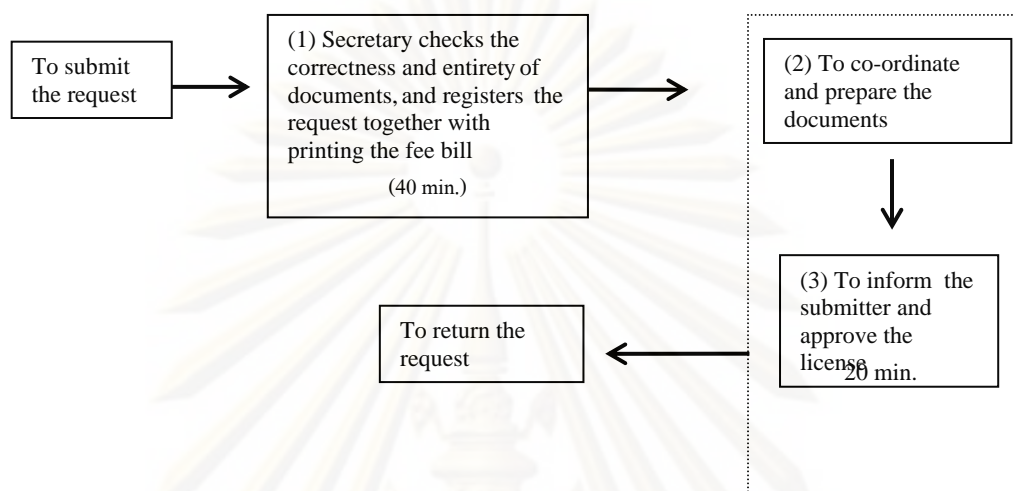 To submit
the request
(1) Secretary checks the
correctness and entirety of
documents, and registers the
request together with
printing the fee bill
(40 min.)
(2) To co-ordinate
and prepare the
documents
(3) To inform the
submitter and
approve the
license
20 min.
To return the
request